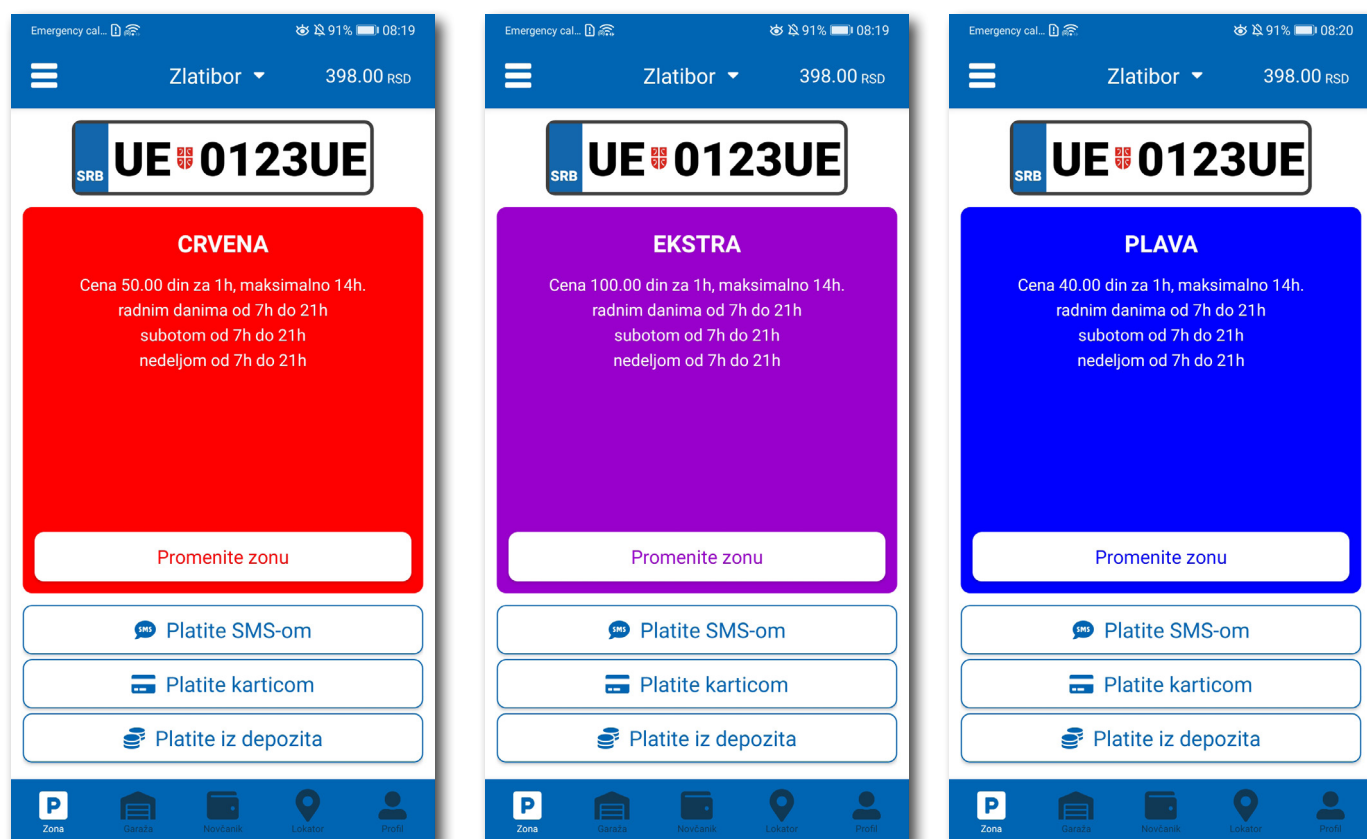 Emergency cal... 91% 08:19
Zlatibor 398.00 RSD
SRB UE 0123UE
CRVENA
Cena 50.00 din za 1h, maksimalno 14h.
radnim danima od 7h do 21h
subotom od 7h do 21h
nedeljom od 7h do 21h
Promenite zonu
SMS Platite SMS-om
Platite karticom
Platite iz depozita
P
Zona Garaža Novčanik Lokator Profil
Emergency cal... 91% 08:19
Zlatibor 398.00 RSD
SRB UE 0123UE
EKSTRA
Cena 100.00 din za 1h, maksimalno 14h.
radnim danima od 7h do 21h
subotom od 7h do 21h
nedeljom od 7h do 21h
Promenite zonu
SMS Platite SMS-om
Platite karticom
Platite iz depozita
P
Zona Garaža Novčanik Lokator Profil
Emergency cal... 91% 08:20
Zlatibor 398.00 RSD
SRB UE 0123UE
PLAVA
Cena 40.00 din za 1h, maksimalno 14h.
radnim danima od 7h do 21h
subotom od 7h do 21h
nedeljom od 7h do 21h
Promenite zonu
SMS Platite SMS-om
Platite karticom
Platite iz depozita
P
Zona Garaža Novčanik Lokator Profil